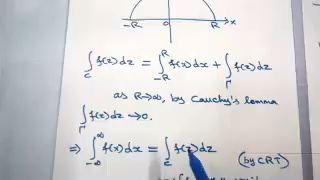 -R R x
∫_C f(z)dz = ∫_{-R}^{R} f(x)dx + ∫_Γ f(z)dz
as R→∞, by Cauchy's lemma
∫_Γ f(z)dz → 0.
⇒ ∫_{-∞}^{∞} f(x)dx = ∫_C f(z)dz
(by CRT)